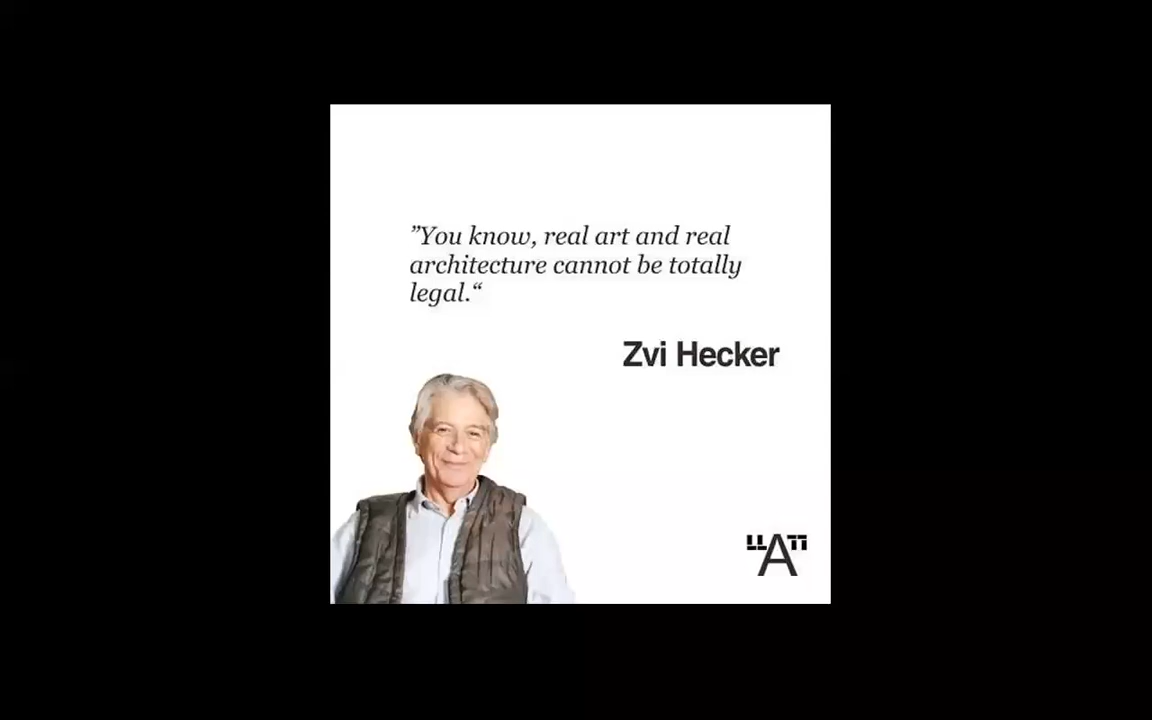 ”You know, real art and real
architecture cannot be totally
legal.“
Zvi Hecker
"A"